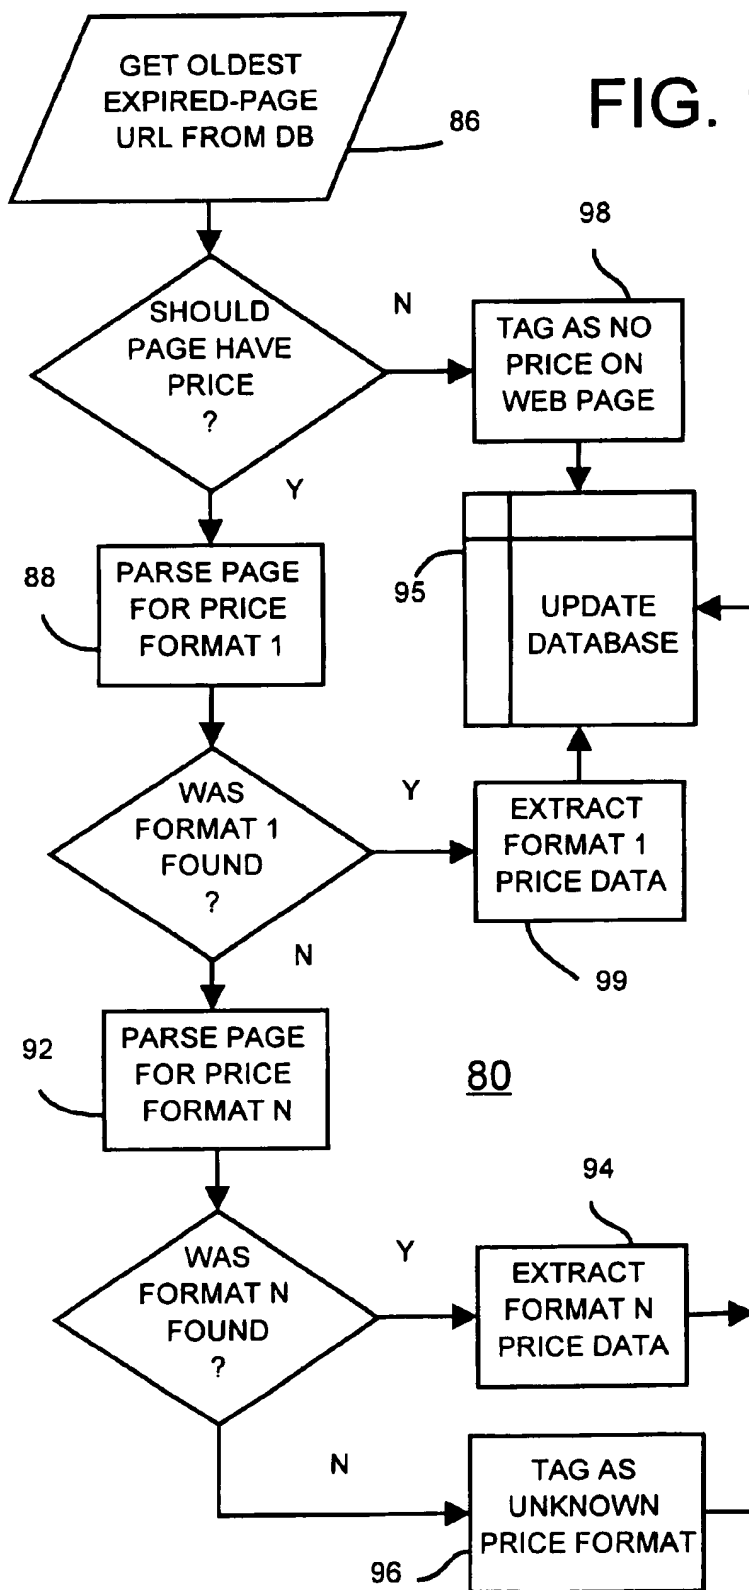 GET OLDEST
EXPIRED-PAGE
URL FROM DB
86
FIG.
98
SHOULD
PAGE HAVE
PRICE
?
N
TAG AS NO
PRICE ON
WEB PAGE
Y
88
PARSE PAGE
FOR PRICE
FORMAT 1
95
UPDATE
DATABASE
WAS
FORMAT 1
FOUND
?
Y
EXTRACT
FORMAT 1
PRICE DATA
N
99
92
PARSE PAGE
FOR PRICE
FORMAT N
80
94
WAS
FORMAT N
FOUND
?
Y
EXTRACT
FORMAT N
PRICE DATA
N
TAG AS
UNKNOWN
PRICE FORMAT
96